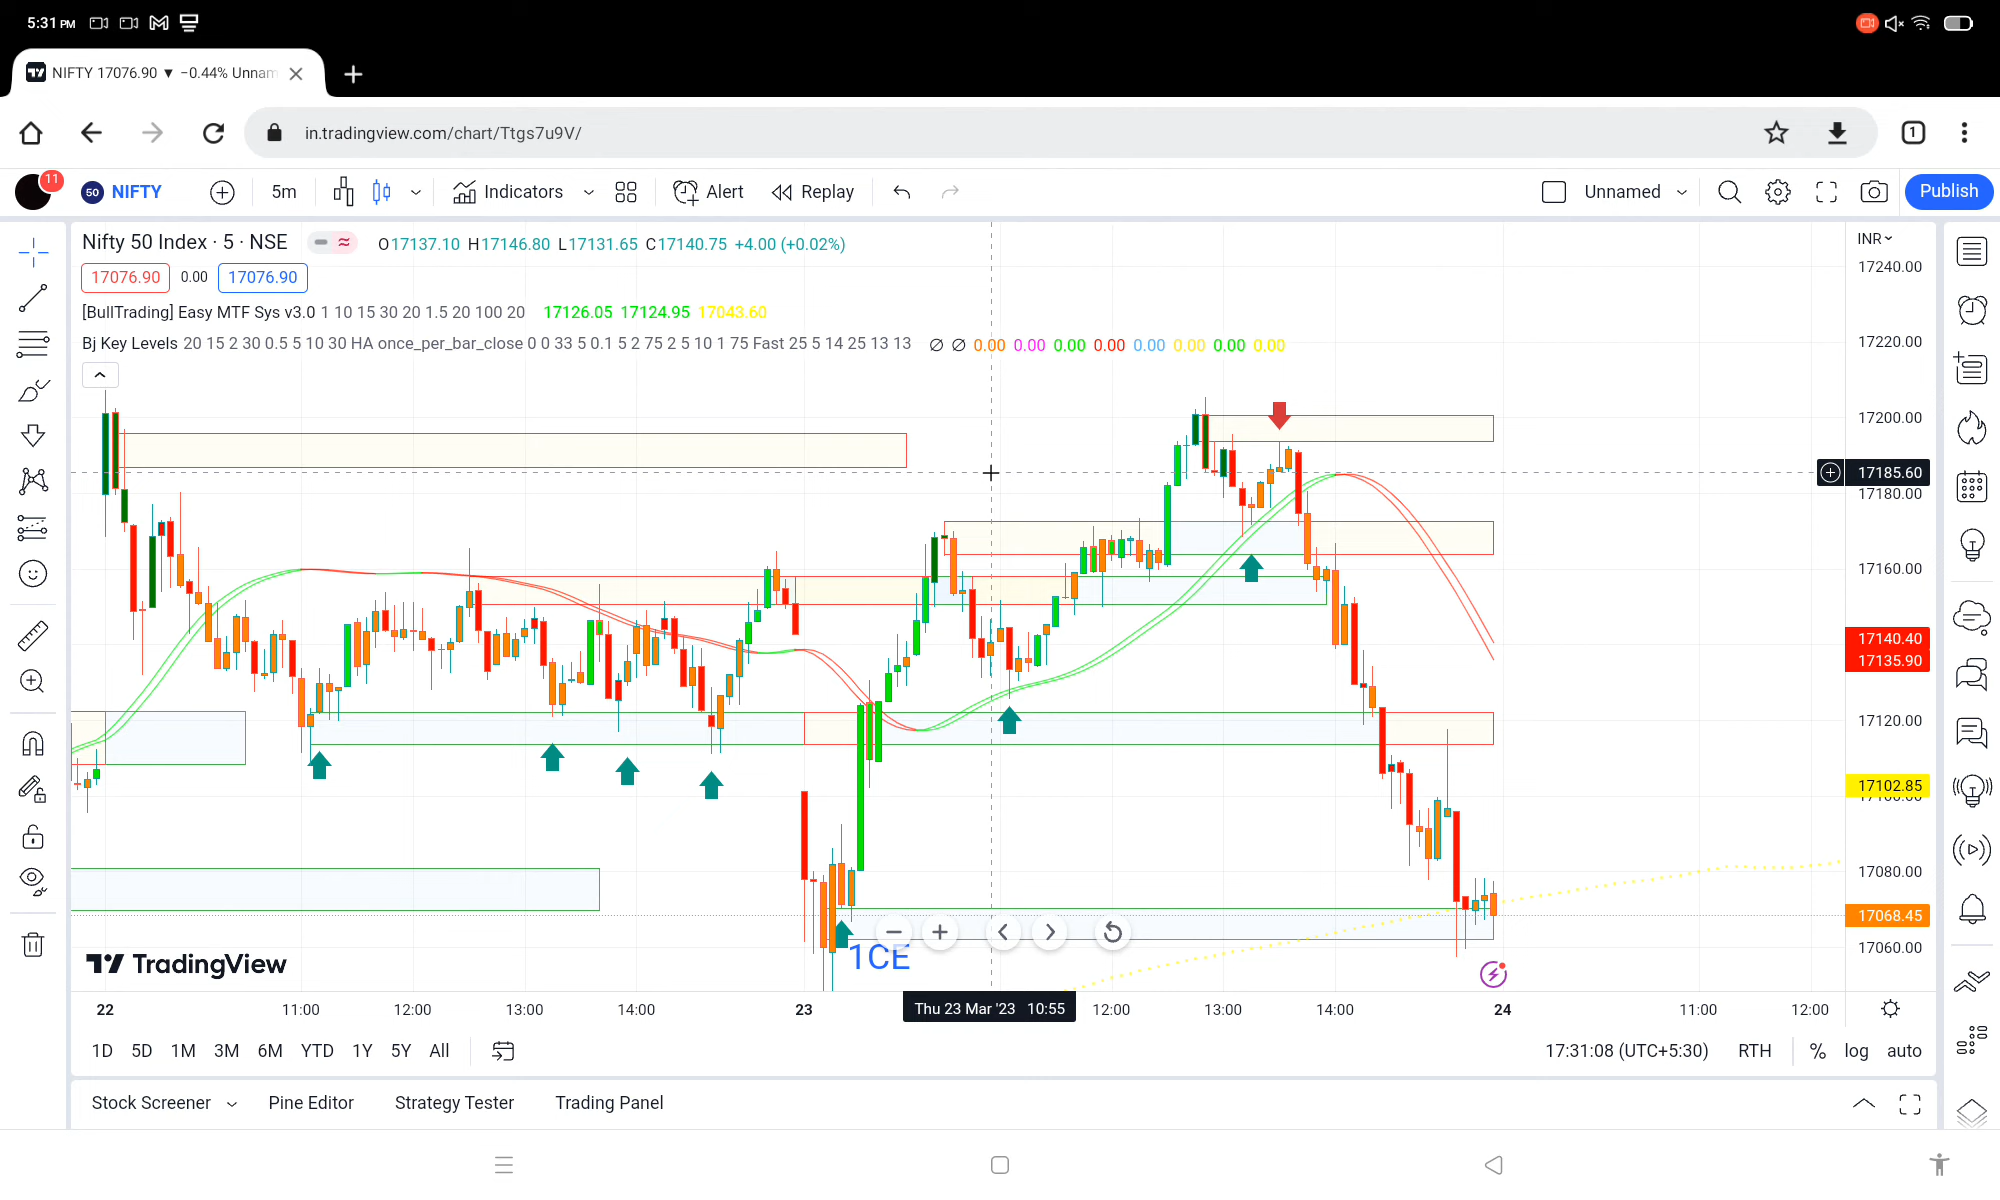 5:31 PM
NIFTY 17076.90 ▼ −0.44% Unnam
in.tradingview.com/chart/Ttgs7u9V/
1
11
50 NIFTY
5m
Indicators
Alert
Replay
Unnamed
Publish
Nifty 50 Index · 5 · NSE
O17137.10 H17146.80 L17131.65 C17140.75 +4.00 (+0.02%)
INR
17076.90 0.00 17076.90
[BullTrading] Easy MTF Sys v3.0 1 10 15 30 20 1.5 20 100 20 17126.05 17124.95 17043.60
Bj Key Levels 20 15 2 30 0.5 5 10 30 HA once_per_bar_close 0 0 33 5 0.1 5 2 75 2 5 10 1 75 Fast 25 5 14 25 13 13 ∅ ∅ 0.00 0.00 0.00 0.00 0.00 0.00 0.00 0.00
17240.00
17220.00
17200.00
17185.60
17180.00
17160.00
17140.40
17135.90
17120.00
17102.85
17100.00
17080.00
17068.45
17060.00
1CE
TradingView
22 11:00 12:00 13:00 14:00 23 Thu 23 Mar '23 10:55 12:00 13:00 14:00 24 11:00 12:00
1D 5D 1M 3M 6M YTD 1Y 5Y All
17:31:08 (UTC+5:30) RTH % log auto
Stock Screener Pine Editor Strategy Tester Trading Panel